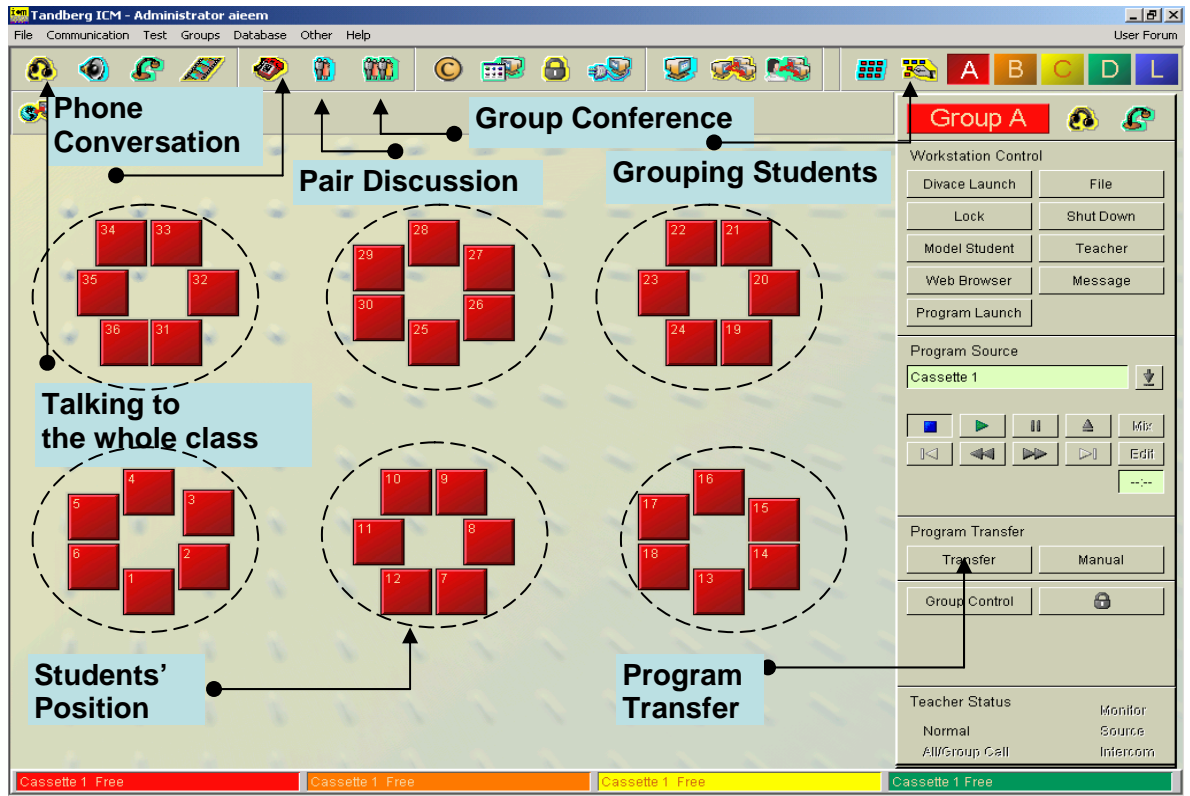 Tandberg ICM - Administrator aieem
File Communication Test Groups Database Other Help User Forum
A B C D L
Phone
Conversation
Group Conference
Pair Discussion
Grouping Students
Group A
Workstation Control
Divace Launch File
Lock Shut Down
Model Student Teacher
Web Browser Message
Program Launch
Program Source
Cassette 1
Mix
Edit
--:--
Program Transfer
Transfer Manual
Group Control
Teacher Status
Monitor
Normal Source
All/Group Call Intercom
34 33
35 32
36 31
28
29 27
30 26
25
22 21
23 20
24 19
Talking to
the whole class
4
5 3
6 2
1
10 9
11 8
12 7
16
17 15
18 14
13
Students’
Position
Program
Transfer
Cassette 1 Free Cassette 1 Free Cassette 1 Free Cassette 1 Free